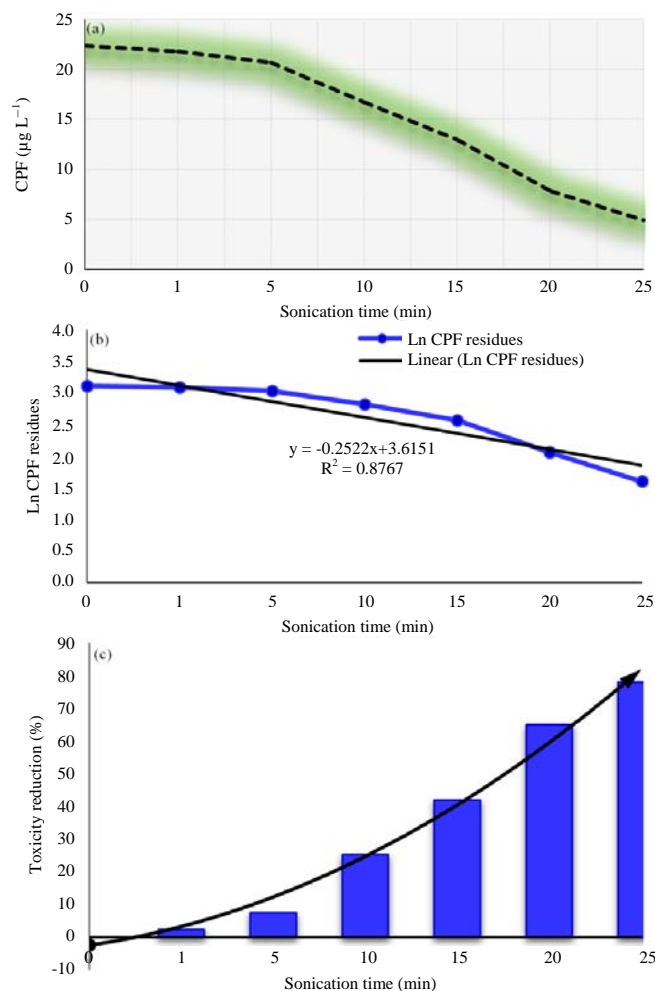 (a)
25
20
15
10
5
0
CPF (µg L⁻¹)
0 1 5 10 15 20 25
Sonication time (min)
(b)
4.0
3.5
3.0
2.5
2.0
1.5
1.0
0.5
0.0
Ln CPF residues
Ln CPF residues
Linear (Ln CPF residues)
y = -0.2522x+3.6151
R² = 0.8767
0 1 5 10 15 20 25
Sonication time (min)
(c)
90
80
70
60
50
40
30
20
10
0
-10
Toxicity reduction (%)
0 1 5 10 15 20 25
Sonication time (min)